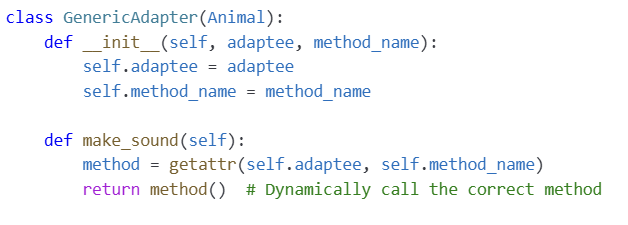 class GenericAdapter(Animal):
    def __init__(self, adaptee, method_name):
        self.adaptee = adaptee
        self.method_name = method_name

    def make_sound(self):
        method = getattr(self.adaptee, self.method_name)
        return method()  # Dynamically call the correct method